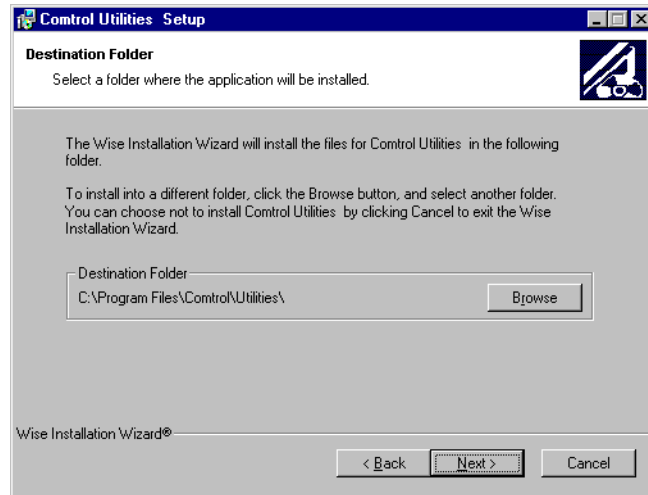 Comtrol Utilities Setup
Destination Folder
Select a folder where the application will be installed.
The Wise Installation Wizard will install the files for Comtrol Utilities in the following
folder.
To install into a different folder, click the Browse button, and select another folder.
You can choose not to install Comtrol Utilities by clicking Cancel to exit the Wise
Installation Wizard.
Destination Folder
C:\Program Files\Comtrol\Utilities\
Browse
Wise Installation Wizard®
< Back
Next >
Cancel